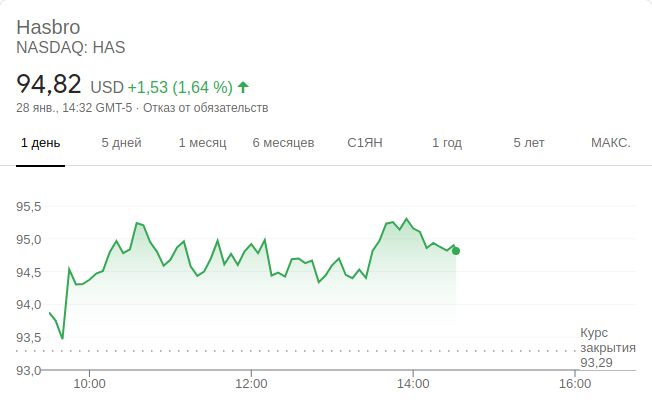 Hasbro
NASDAQ: HAS
94,82 USD +1,53 (1,64 %)
28 янв., 14:32 GMT-5 · Отказ от обязательств
1 день 5 дней 1 месяц 6 месяцев С1ЯН 1 год 5 лет МАКС.
95,5
95,0
94,5
94,0
93,5
93,0
Курс
закрытия
93,29
10:00 12:00 14:00 16:00